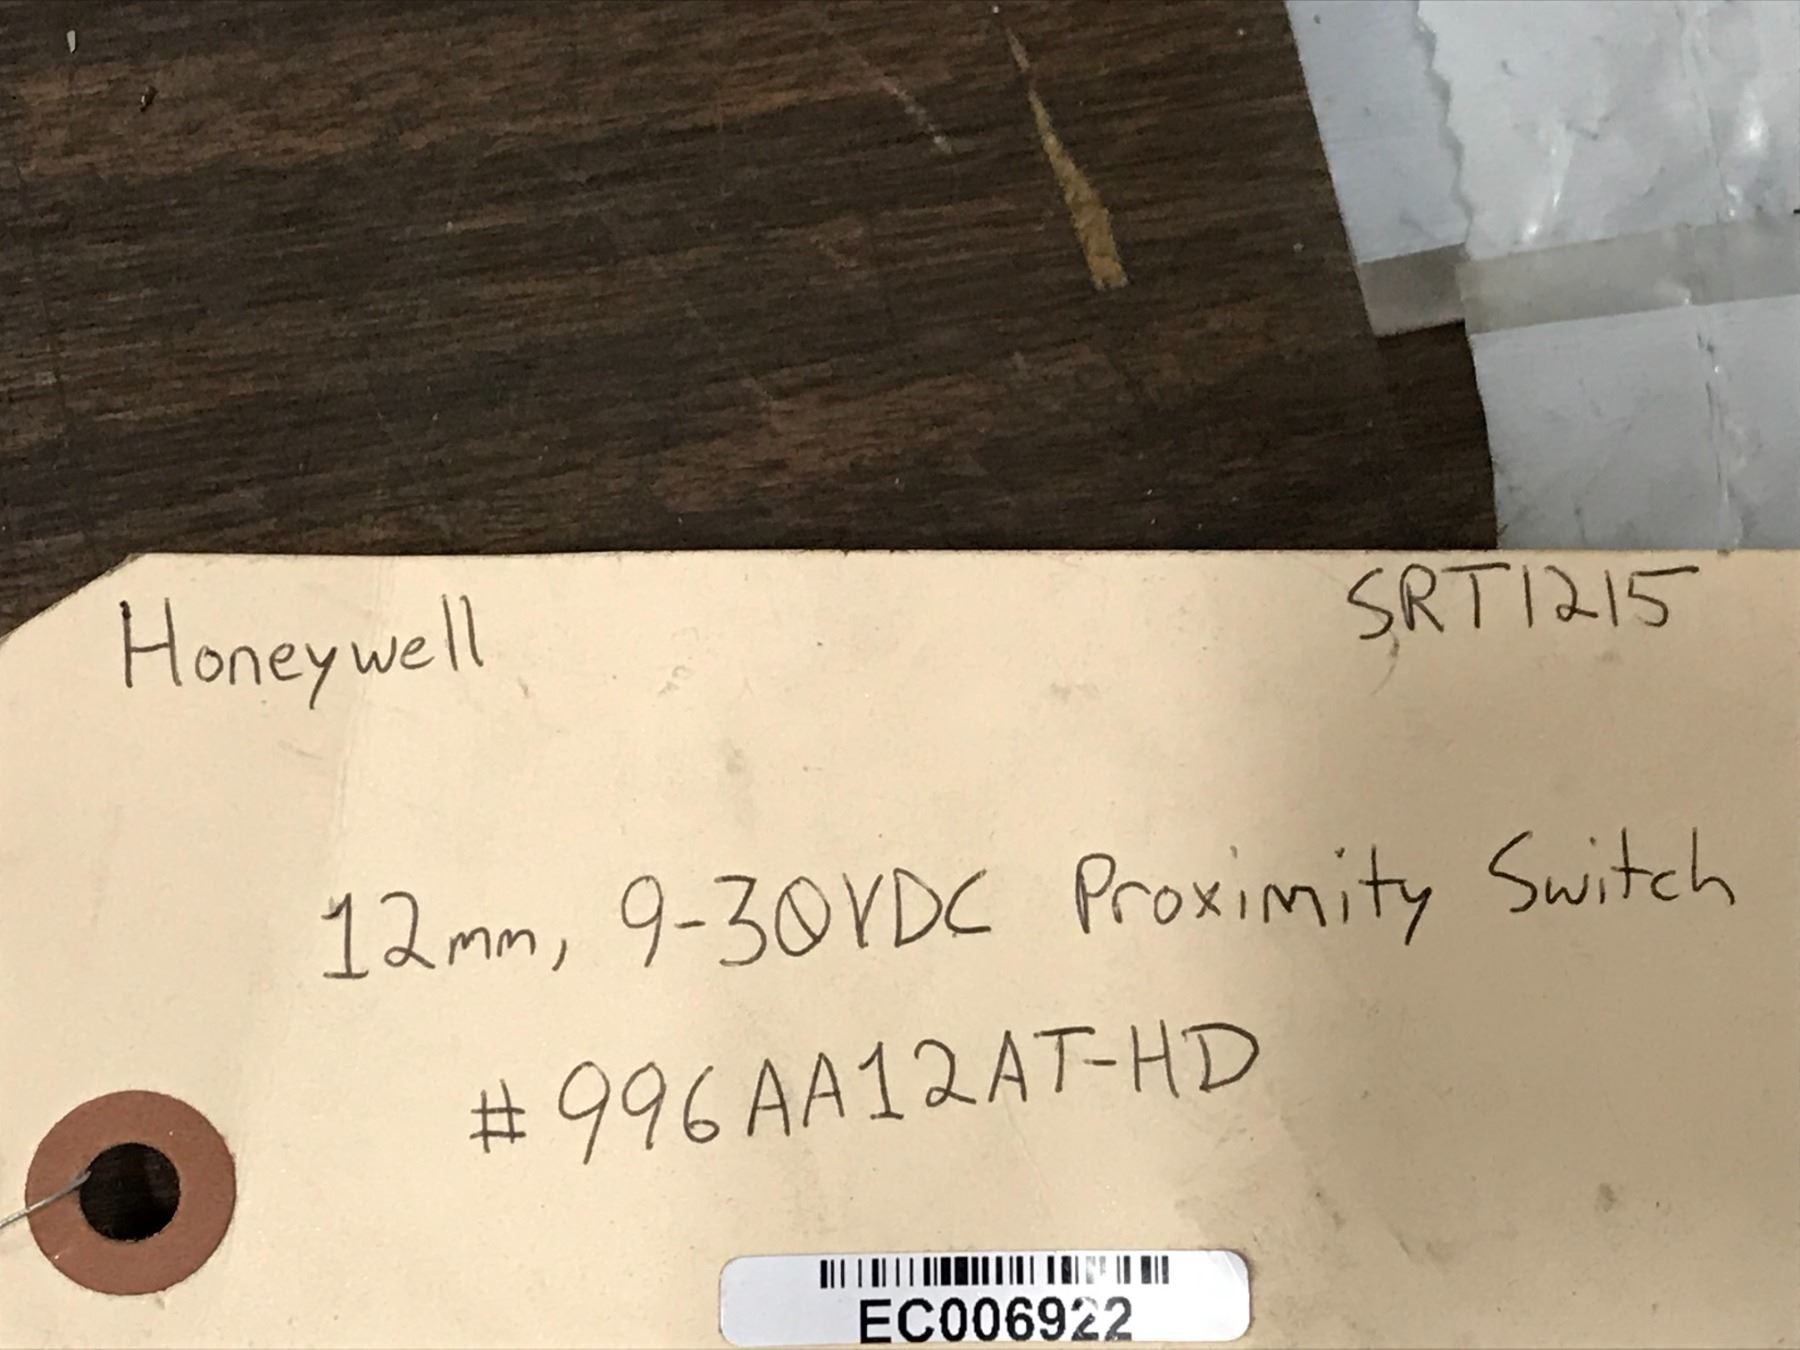 Honeywell
SRT1215
12mm, 9-30VDC Proximity Switch
#996AA12AT-HD
EC006922